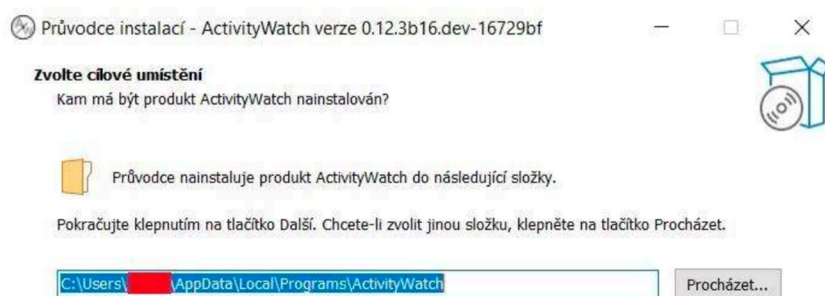 Průvodce instalací - ActivityWatch verze 0.12.3b16.dev-16729bf
Zvolte cílové umístění
Kam má být produkt ActivityWatch nainstalován?
Průvodce nainstaluje produkt ActivityWatch do následující složky.
Pokračujte klepnutím na tlačítko Další. Chcete-li zvolit jinou složku, klepněte na tlačítko Procházet.
C:\Users\ \AppData\Local\Programs\ActivityWatch Procházet...